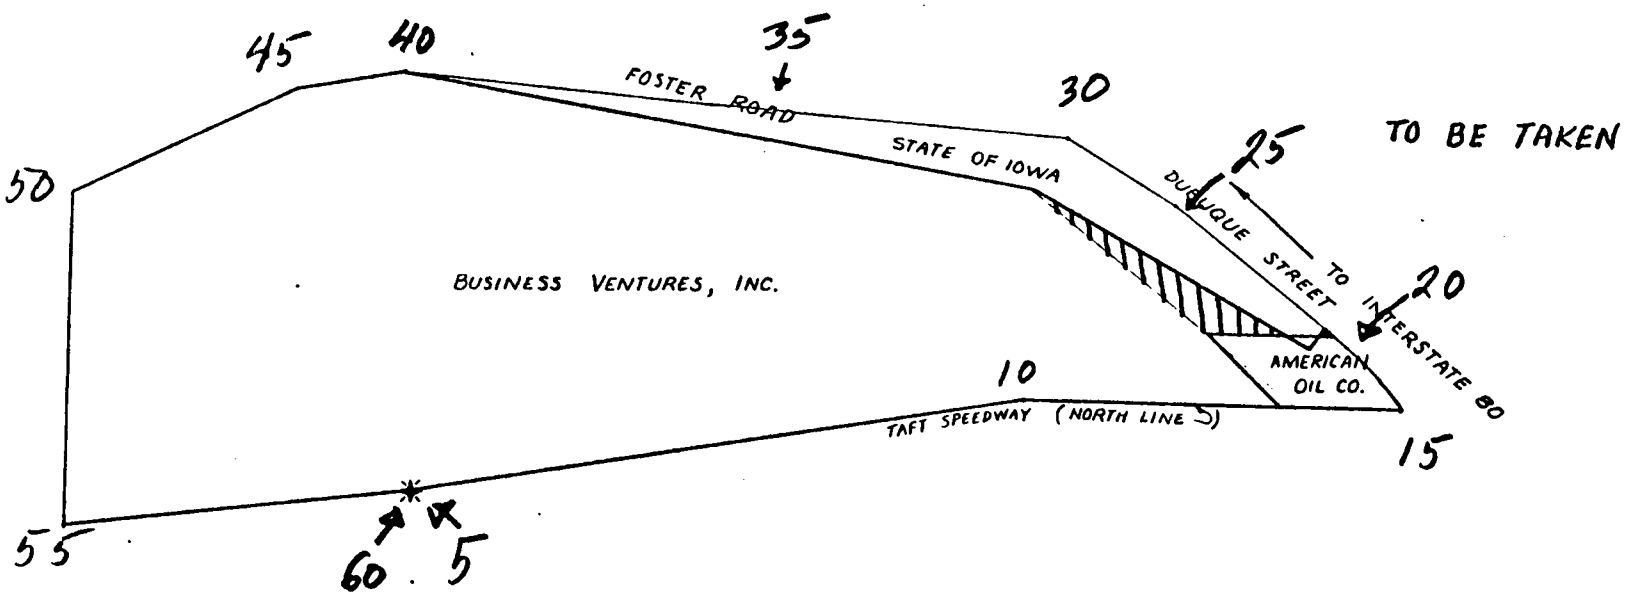 45
40
35
FOSTER ROAD
30
STATE OF IOWA
25
TO BE TAKEN
50
DUBUQUE STREET
TO INTERSTATE 80
20
BUSINESS VENTURES, INC.
AMERICAN
OIL CO.
10
TAFT SPEEDWAY (NORTH LINE)
15
55
60
5